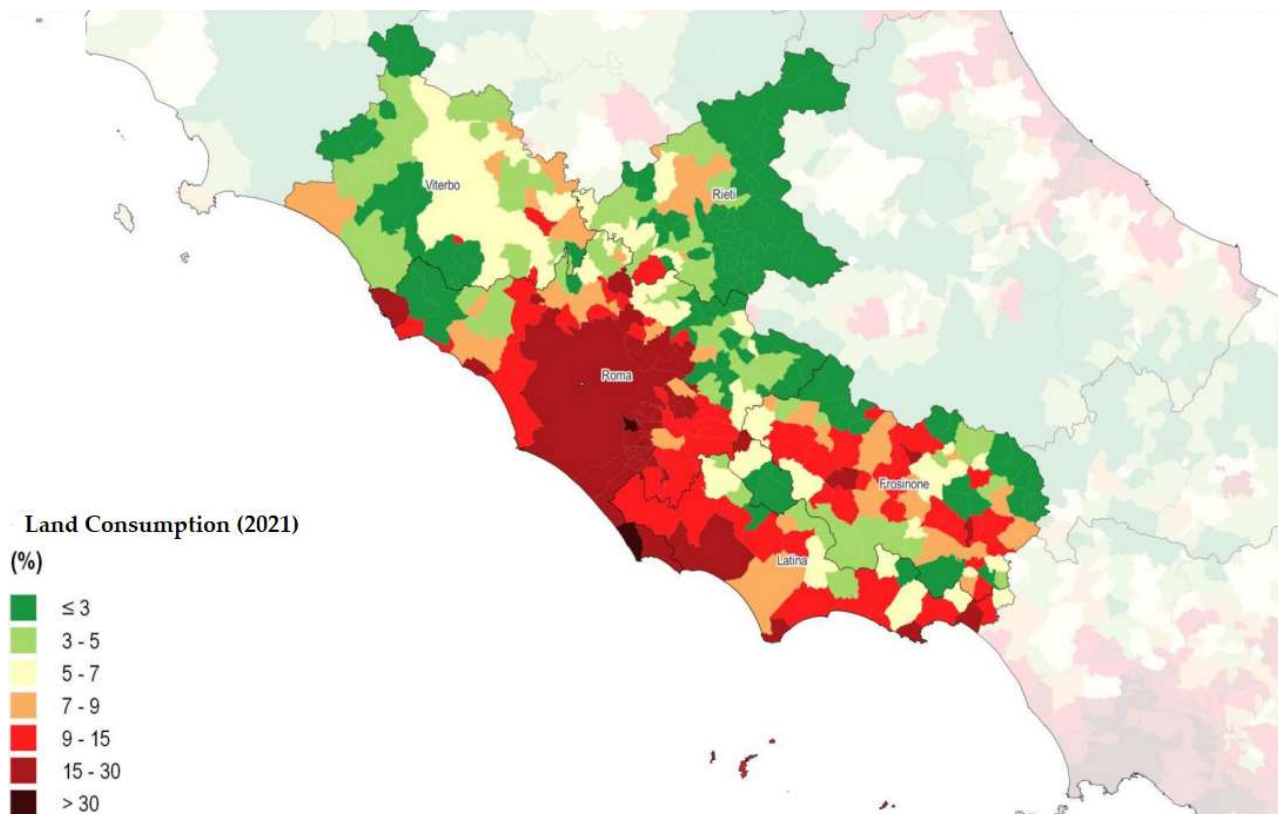 Viterbo
Rieti
Roma
Frosinone
Latina
Land Consumption (2021)
(%)
≤ 3
3 - 5
5 - 7
7 - 9
9 - 15
15 - 30
> 30